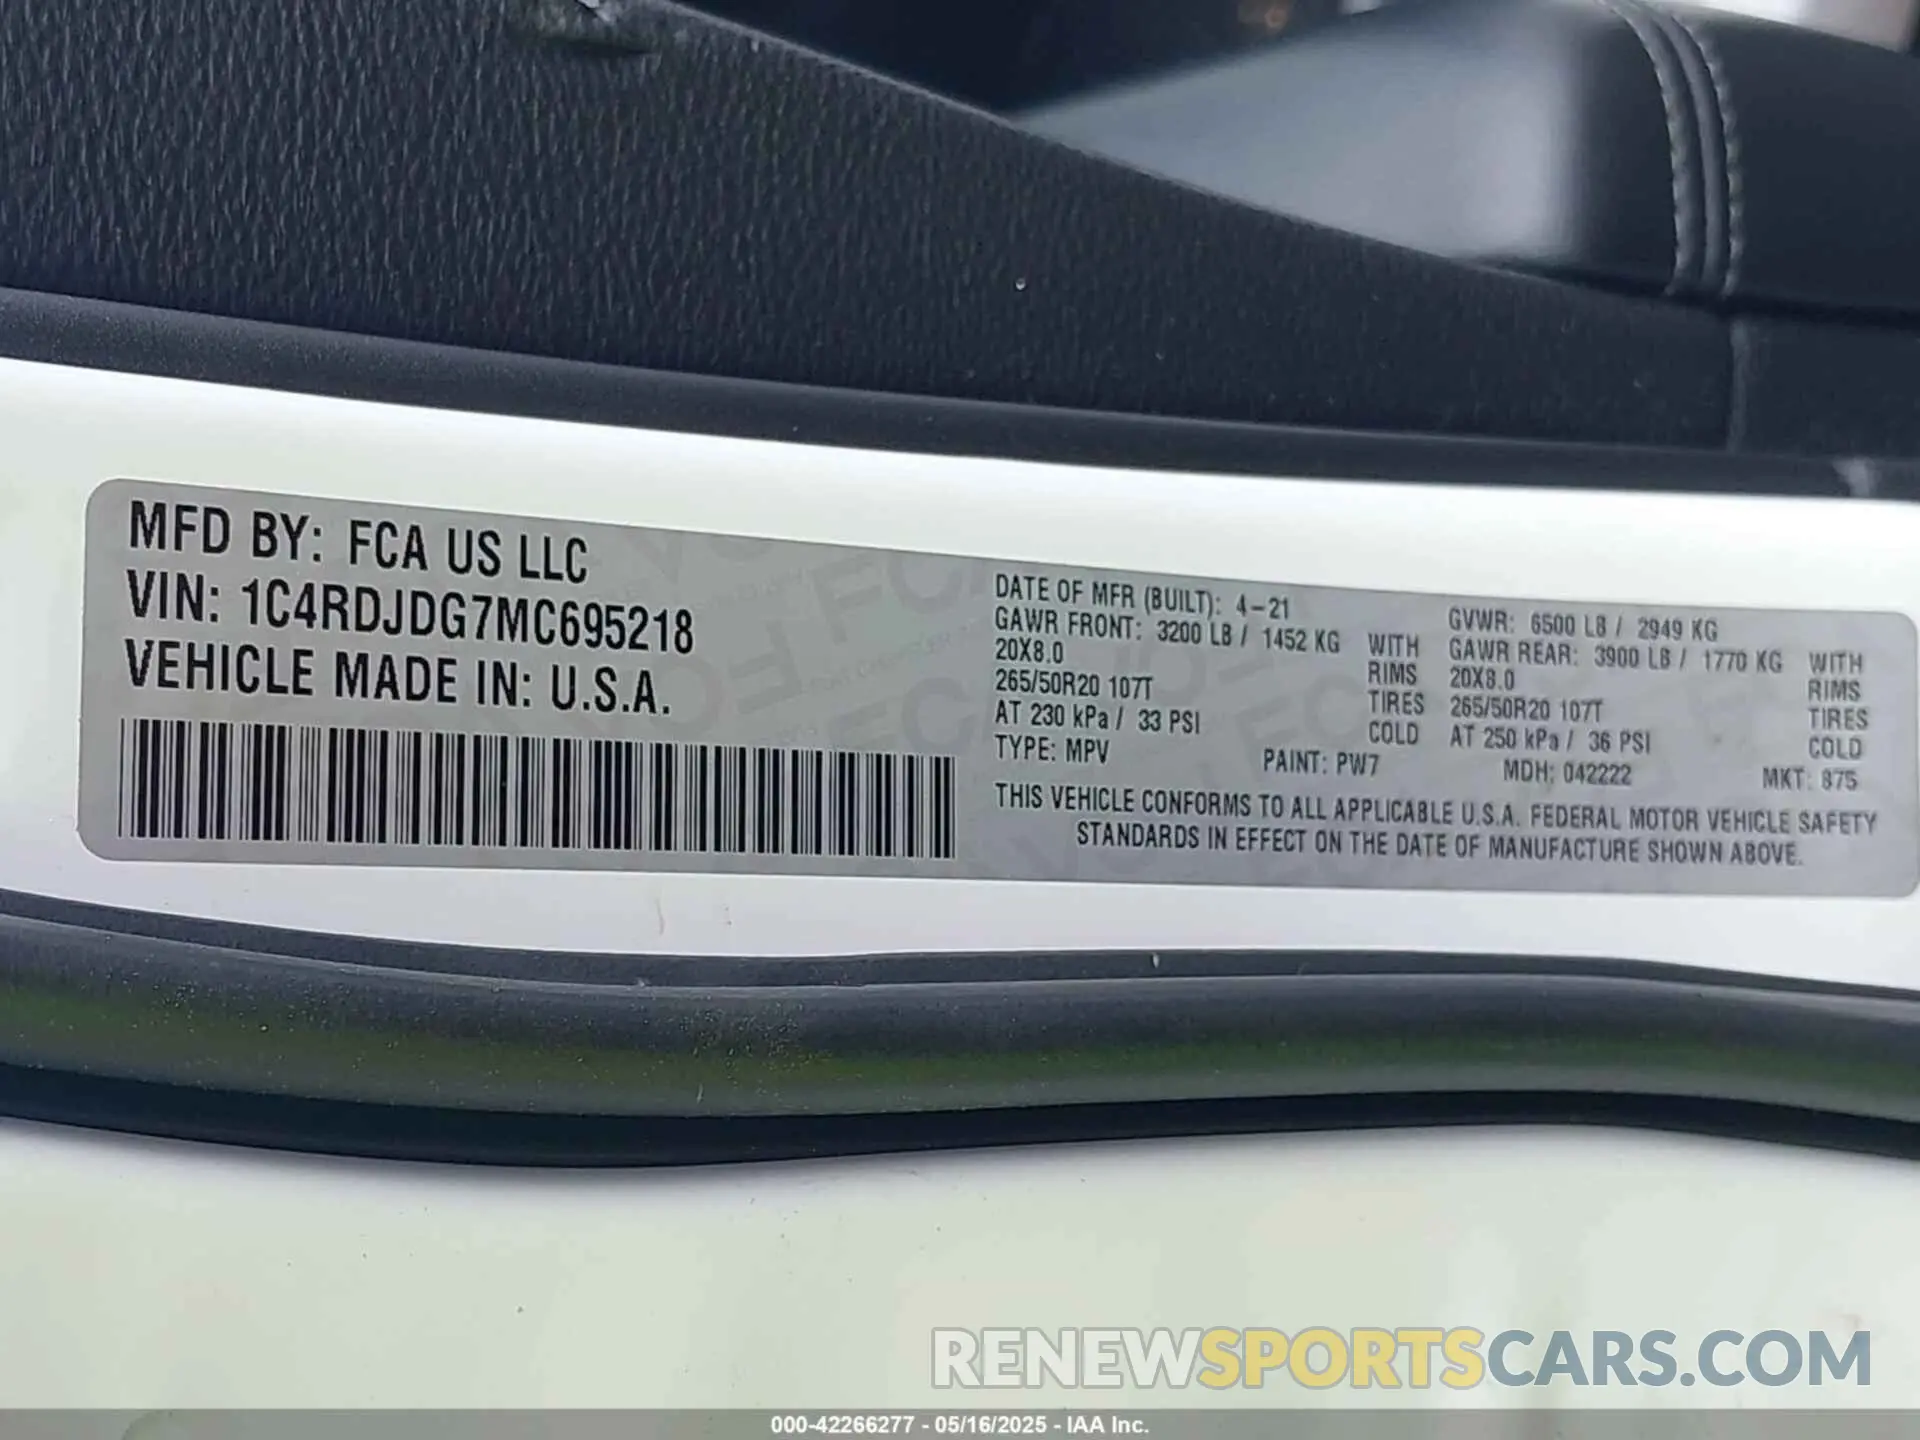 MFD BY: FCA US LLC
VIN: 1C4RDJDG7MC695218
VEHICLE MADE IN: U.S.A.
DATE OF MFR (BUILT): 4-21
GAWR FRONT: 3200 LB / 1452 KG WITH
20X8.0 RIMS
265/50R20 107T TIRES
AT 230 kPa / 33 PSI COLD
GVWR: 6500 LB / 2949 KG
GAWR REAR: 3900 LB / 1770 KG WITH
20X8.0 RIMS
265/50R20 107T TIRES
AT 250 kPa / 36 PSI COLD
TYPE: MPV PAINT: PW7 MDH: 042222 MKT: 875
THIS VEHICLE CONFORMS TO ALL APPLICABLE U.S.A. FEDERAL MOTOR VEHICLE SAFETY
STANDARDS IN EFFECT ON THE DATE OF MANUFACTURE SHOWN ABOVE.
RENEWSPORTSCARS.COM
000-42266277 - 05/16/2025 - IAA Inc.